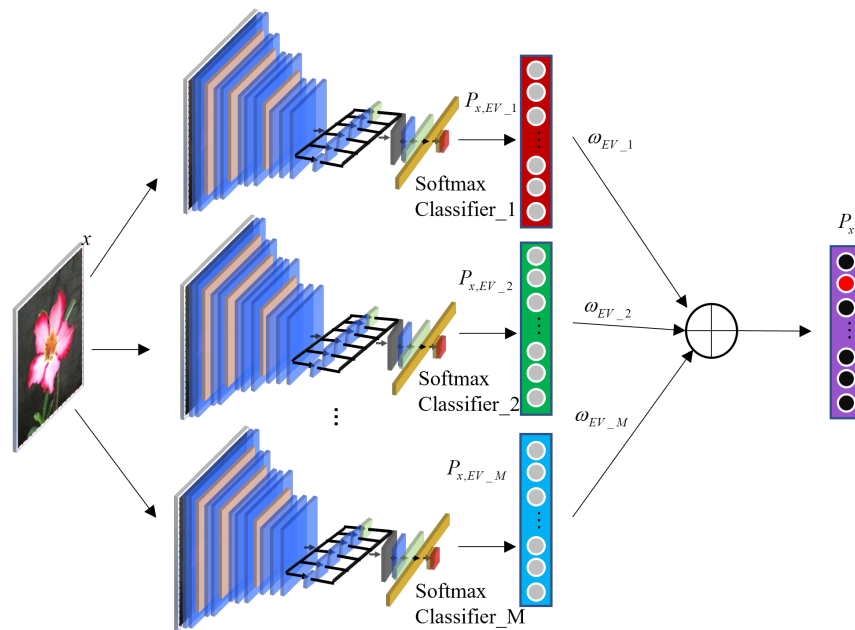 x
P_{x,EV_1}
ω_{EV_1}
Softmax
Classifier_1
P_x
P_{x,EV_2}
ω_{EV_2}
Softmax
Classifier_2
ω_{EV_M}
P_{x,EV_M}
Softmax
Classifier_M